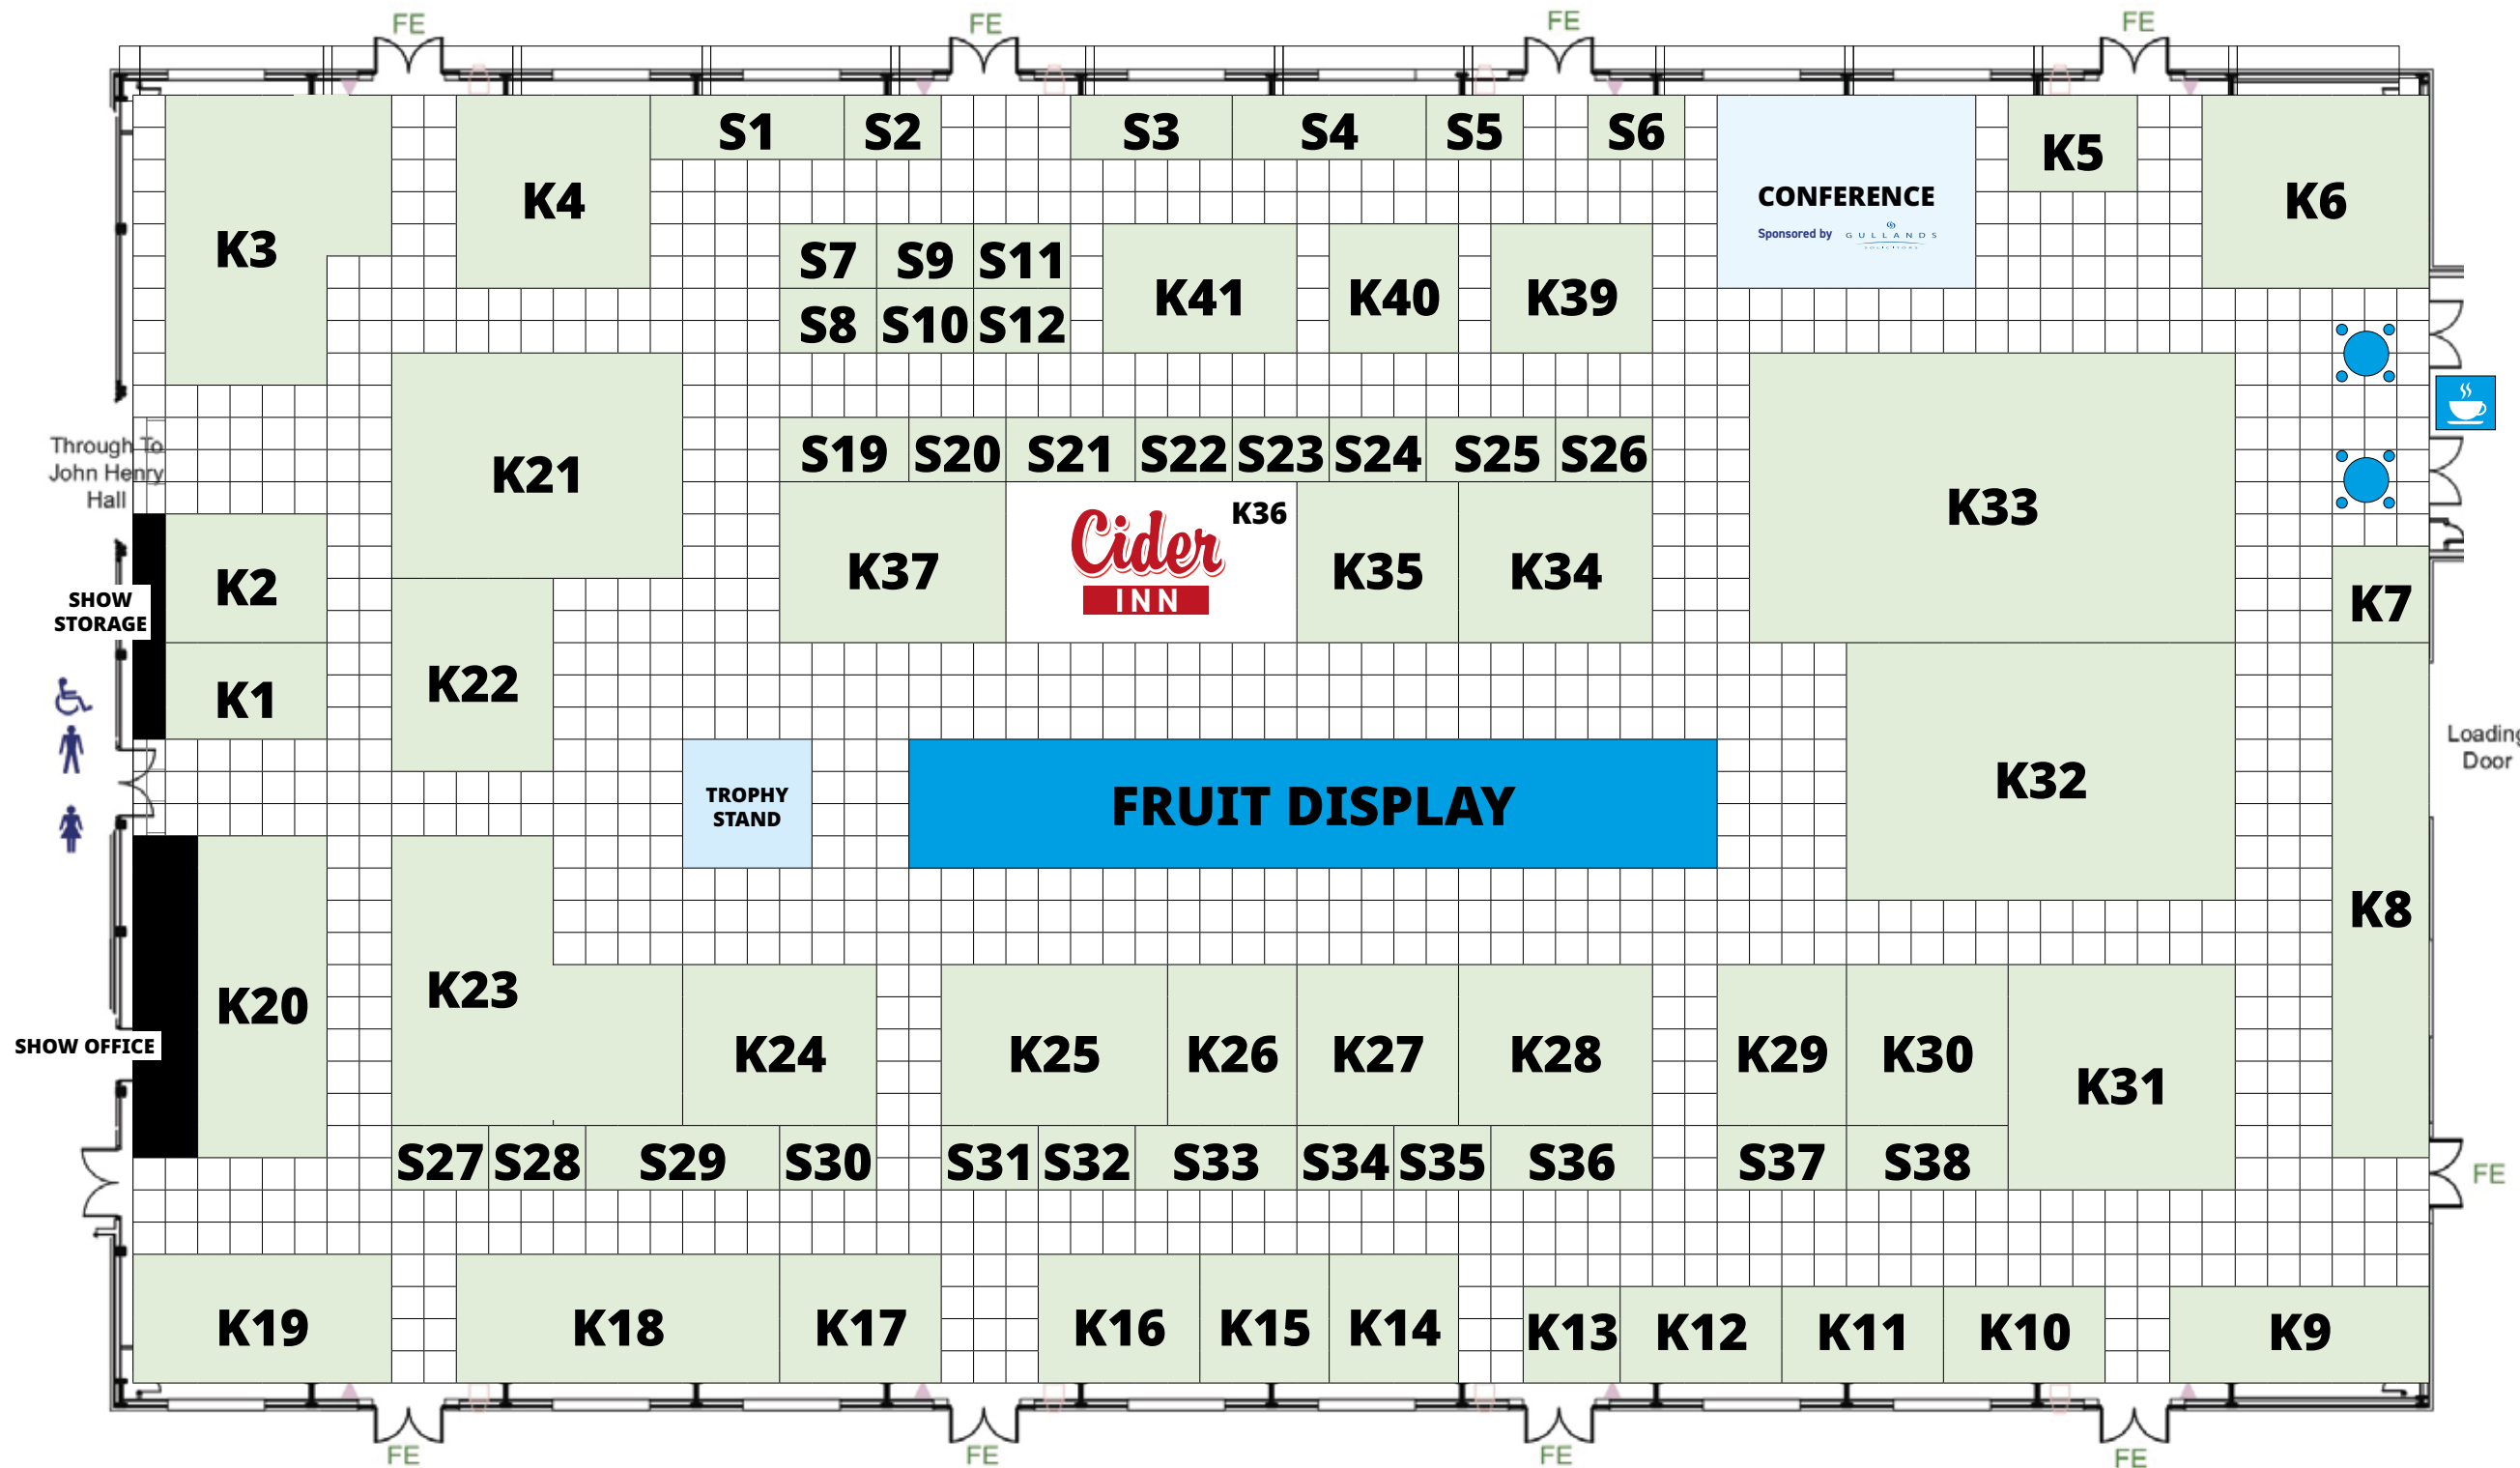 FE FE FE FE
S1 S2 S3 S4 S5 S6
K3 K4 K5 K6
CONFERENCE
Sponsored by GULLANDS
SOLICITORS
S7 S9 S11
S8 S10 S12
K41 K40 K39
Through To
John Henry
Hall
K21
S19 S20 S21 S22 S23 S24 S25 S26
K37
Cider
INN
K36
K35 K34
K33
K2
K7
SHOW
STORAGE
K1
K22
TROPHY
STAND
FRUIT DISPLAY
K32
Loading
Door
K8
K20
K23
SHOW OFFICE
K24 K25 K26 K27 K28 K29 K30
K31
S27 S28 S29 S30 S31 S32 S33 S34 S35 S36 S37 S38
FE
K19 K18 K17 K16 K15 K14 K13 K12 K11 K10 K9
FE FE FE FE